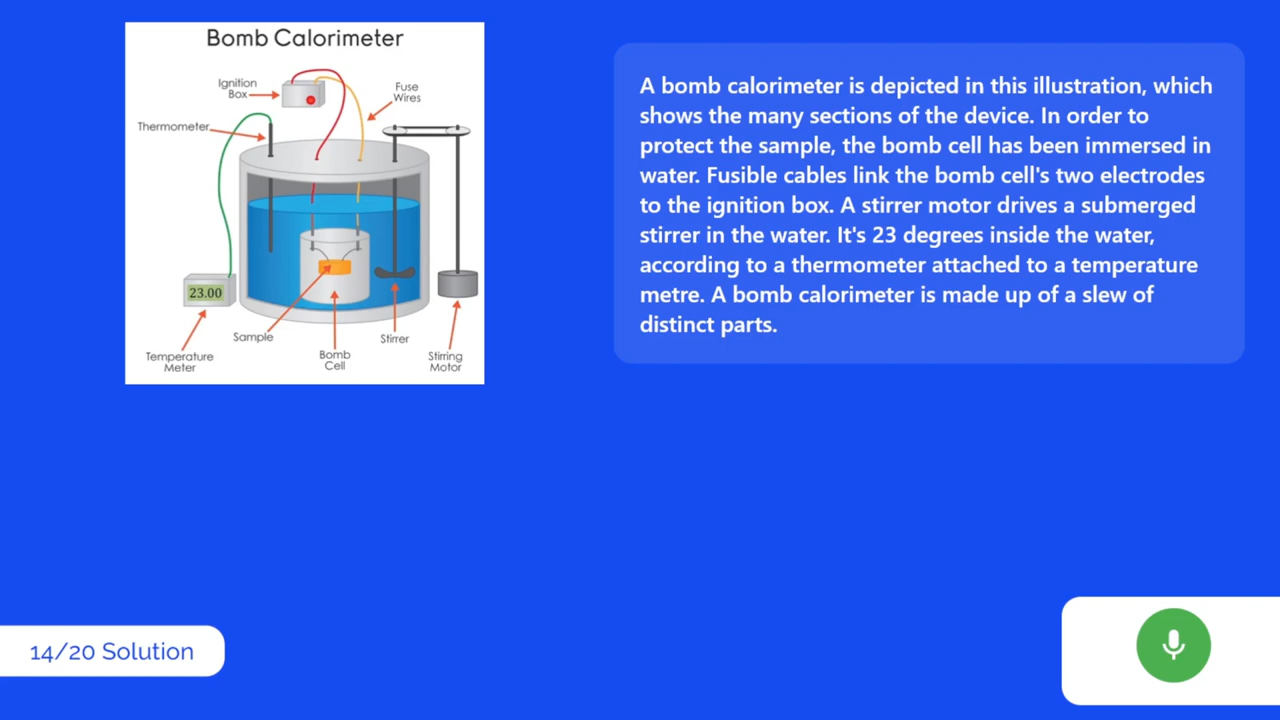 Bomb Calorimeter
Ignition
Box
Fuse
Wires
Thermometer
23.00
Sample
Bomb
Cell
Stirrer
Stirring
Motor
Temperature
Meter
A bomb calorimeter is depicted in this illustration, which
shows the many sections of the device. In order to
protect the sample, the bomb cell has been immersed in
water. Fusible cables link the bomb cell's two electrodes
to the ignition box. A stirrer motor drives a submerged
stirrer in the water. It's 23 degrees inside the water,
according to a thermometer attached to a temperature
metre. A bomb calorimeter is made up of a slew of
distinct parts.
14/20 Solution